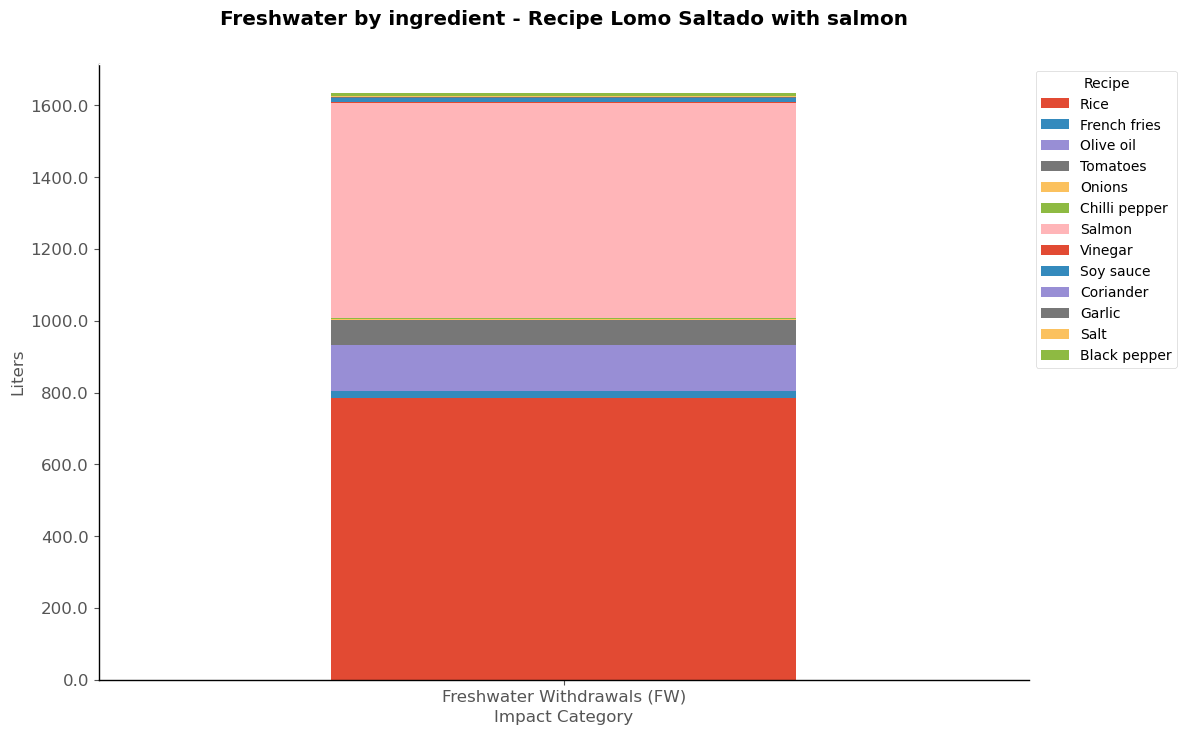 Freshwater by ingredient - Recipe Lomo Saltado with salmon
1600.0
1400.0
1200.0
1000.0
800.0
600.0
400.0
200.0
0.0
Liters
Freshwater Withdrawals (FW)
Impact Category
Recipe
Rice
French fries
Olive oil
Tomatoes
Onions
Chilli pepper
Salmon
Vinegar
Soy sauce
Coriander
Garlic
Salt
Black pepper